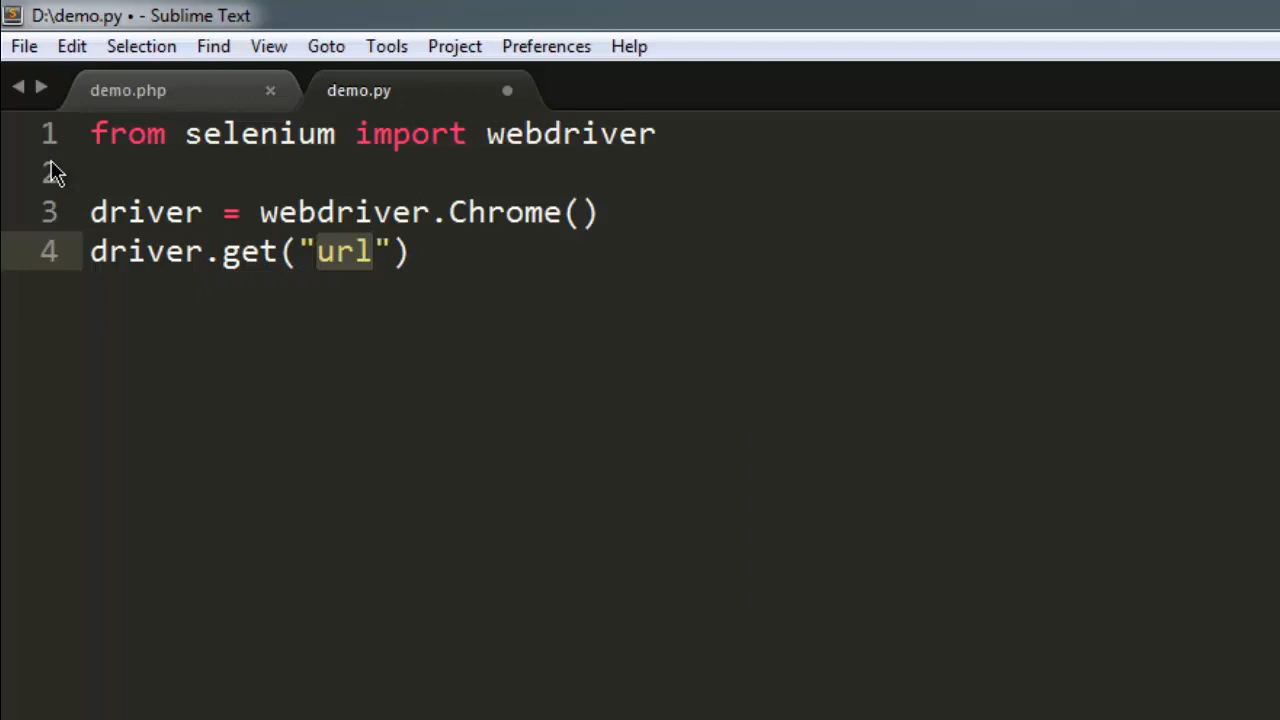 D:\demo.py • - Sublime Text
File Edit Selection Find View Goto Tools Project Preferences Help
demo.php × demo.py
1 from selenium import webdriver
2
3 driver = webdriver.Chrome()
4 driver.get("url")